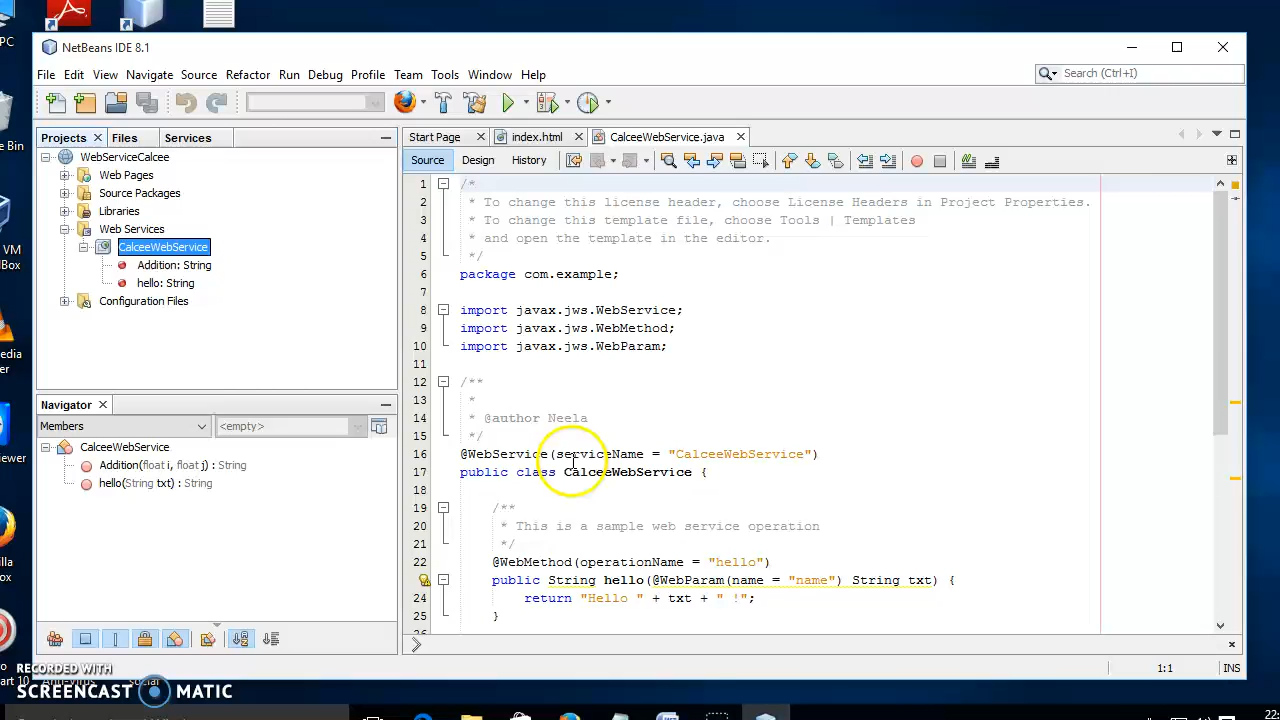 PC
NetBeans IDE 8.1
File Edit View Navigate Source Refactor Run Debug Profile Team Tools Window Help
Search (Ctrl+I)
Bin
Projects Files Services
Start Page index.html CalceeWebService.java
WebServiceCalcee
Web Pages
Source Packages
Libraries
Web Services
CalceeWebService
Addition: String
hello: String
Configuration Files
VM
Box
Source Design History
1 /*
2 * To change this license header, choose License Headers in Project Properties.
3 * To change this template file, choose Tools | Templates
4 * and open the template in the editor.
5 */
6 package com.example;
7
8 import javax.jws.WebService;
9 import javax.jws.WebMethod;
10 import javax.jws.WebParam;
11
12 /**
13 *
14 * @author Neela
15 */
16 @WebService(serviceName = "CalceeWebService")
17 public class CalceeWebService {
18
19 /**
20 * This is a sample web service operation
21 */
22 @WebMethod(operationName = "hello")
public String hello(@WebParam(name = "name") String txt) {
24 return "Hello " + txt + " !";
25 }
Navigator
Members <empty>
CalceeWebService
Addition(float i, float j) : String
hello(String txt) : String
1:1 INS
RECORDED WITH
SCREENCAST MATIC